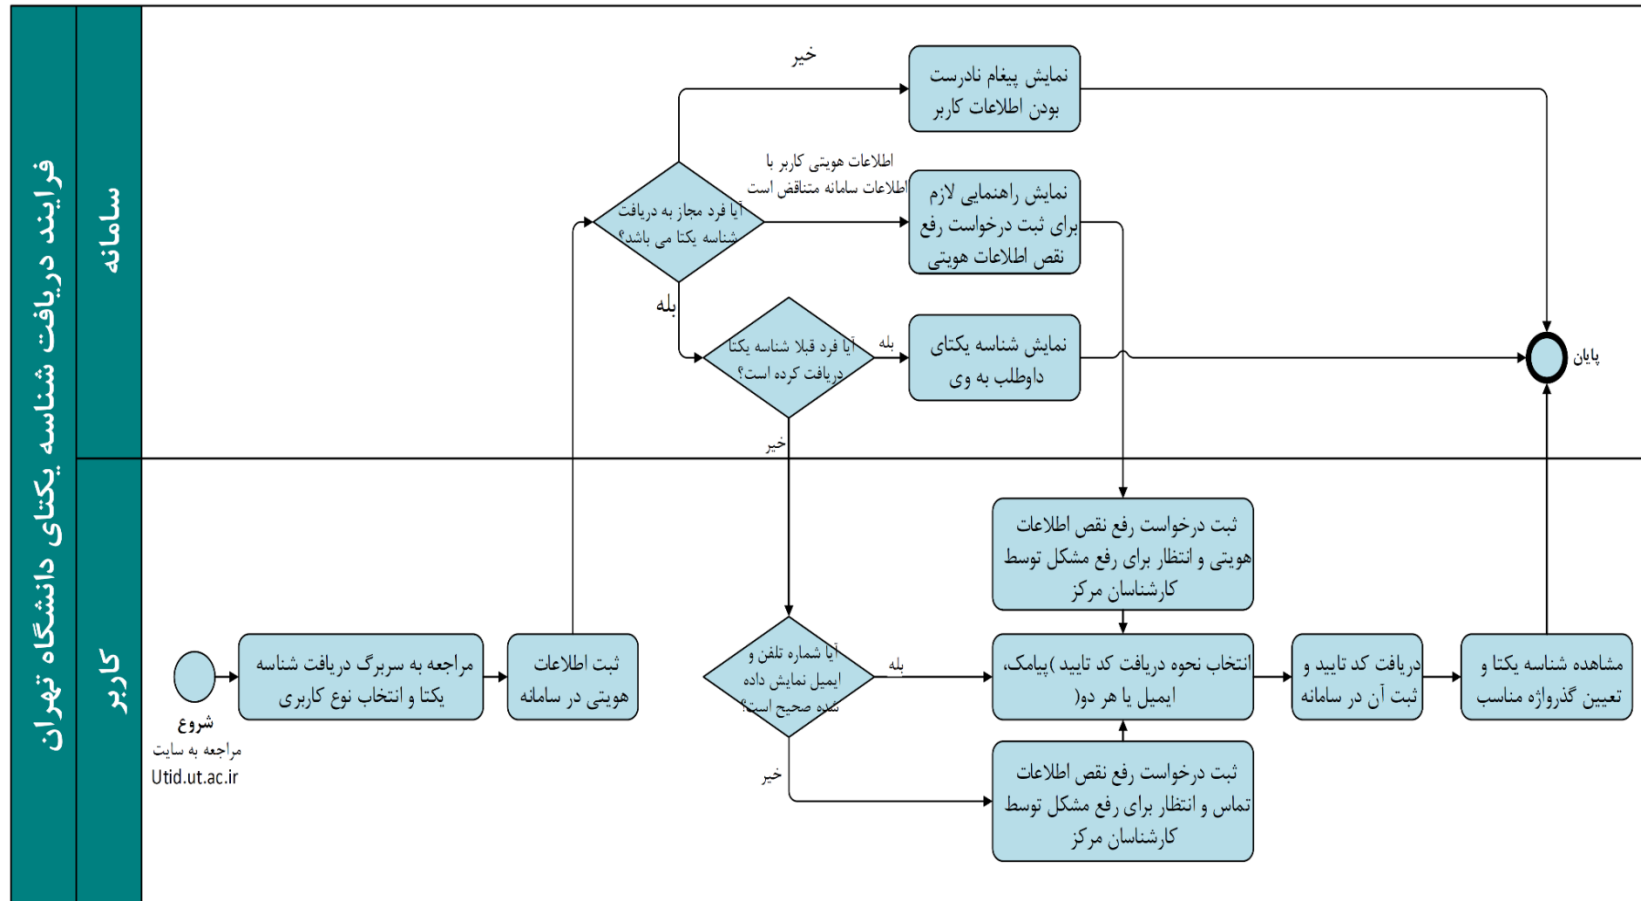 فرایند دریافت شناسه یکتای دانشگاه تهران
سامانه
خیر
نمایش پیغام نادرست
بودن اطلاعات کاربر
اطلاعات هویتی کاربر با
اطلاعات سامانه متناقض است
آیا فرد مجاز به دریافت
شناسه یکتا می باشد؟
نمایش راهنمایی لازم
برای ثبت درخواست رفع
نقص اطلاعات هویتی
بله
آیا فرد قبلا شناسه یکتا
دریافت کرده است؟
بله
نمایش شناسه یکتای
داوطلب به وی
پایان
خیر
کاربر
شروع
مراجعه به سایت
Utid.ut.ac.ir
مراجعه به سربرگ دریافت شناسه
یکتا و انتخاب نوع کاربری
ثبت اطلاعات
هویتی در سامانه
ثبت درخواست رفع نقص اطلاعات
هویتی و انتظار برای رفع مشکل توسط
کارشناسان مرکز
آیا شماره تلفن و
ایمیل نمایش داده
شده صحیح است؟
بله
انتخاب نحوه دریافت کد تایید )پیامک،
ایمیل یا هر دو(
دریافت کد تایید و
ثبت آن در سامانه
مشاهده شناسه یکتا و
تعیین گذرواژه مناسب
خیر
ثبت درخواست رفع نقص اطلاعات
تماس و انتظار برای رفع مشکل توسط
کارشناسان مرکز